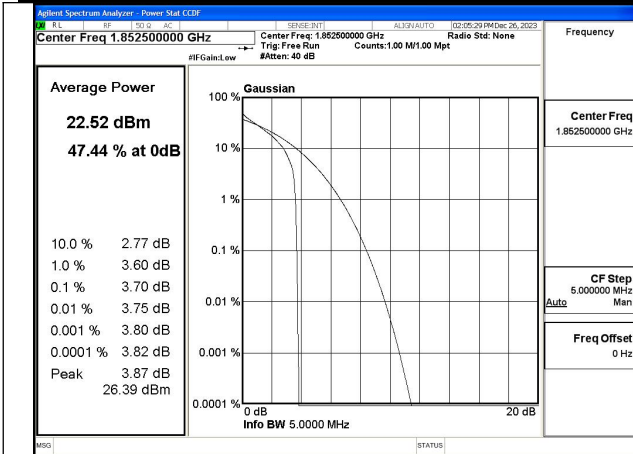 Agilent Spectrum Analyzer - Power Stat CCDF
RL RF 50 Ω AC SENSE:INT ALIGN AUTO 02:05:29 PM Dec 26, 2023
Center Freq 1.852500000 GHz
Center Freq: 1.852500000 GHz Radio Std: None
Trig: Free Run Counts:1.00 M/1.00 Mpt
#IFGain:Low #Atten: 40 dB
Frequency
Average Power
22.52 dBm
47.44 % at 0dB
10.0 % 2.77 dB
1.0 % 3.60 dB
0.1 % 3.70 dB
0.01 % 3.75 dB
0.001 % 3.80 dB
0.0001 % 3.82 dB
Peak 3.87 dB
26.39 dBm
Gaussian
100 %
10 %
1 %
0.1 %
0.01 %
0.001 %
0.0001 %
0 dB 20 dB
Info BW 5.0000 MHz
Center Freq
1.852500000 GHz
CF Step
5.000000 MHz
Auto Man
Freq Offset
0 Hz
MSG STATUS